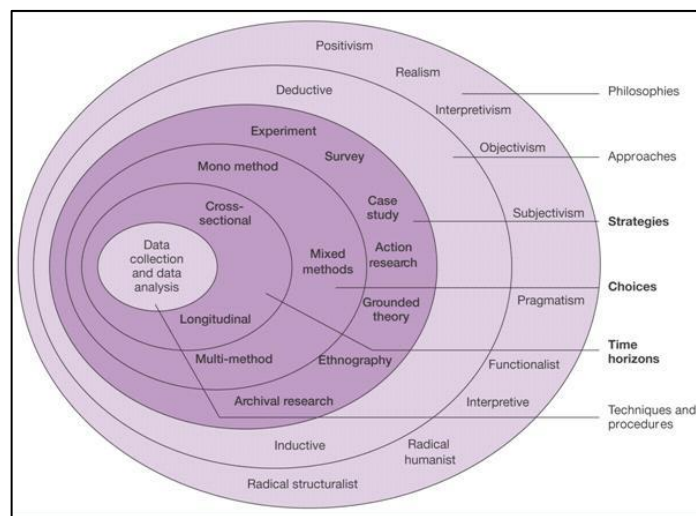 Positivism
Realism
Interpretivism
Objectivism
Subjectivism
Pragmatism
Functionalist
Interpretive
Radical
humanist
Radical structuralist
Deductive
Inductive
Experiment
Survey
Case
study
Action
research
Grounded
theory
Ethnography
Archival research
Mono method
Mixed
methods
Multi-method
Cross-
sectional
Longitudinal
Data
collection
and data
analysis
Philosophies
Approaches
Strategies
Choices
Time
horizons
Techniques and
procedures